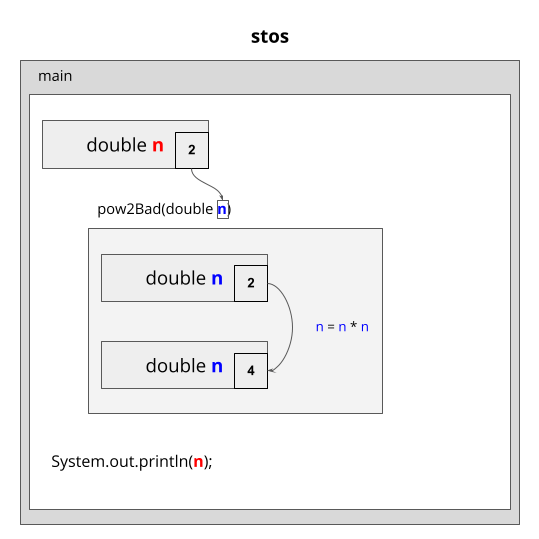 stos
main
double n 2
pow2Bad(double n)
double n 2
n = n * n
double n 4
System.out.println(n);